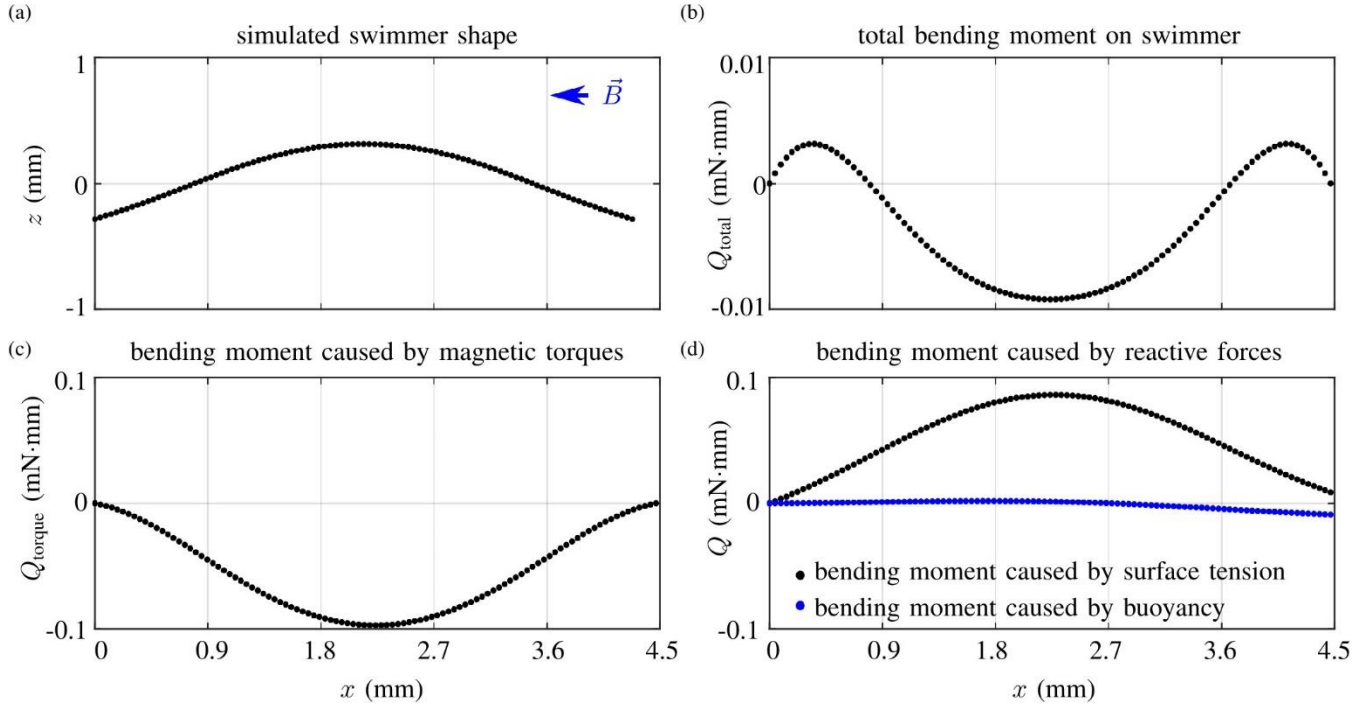 (a)
simulated swimmer shape
1
0
-1
z (mm)
B⃗
(b)
total bending moment on swimmer
0.01
0
-0.01
Q_total (mN·mm)
(c)
bending moment caused by magnetic torques
0.1
0
-0.1
Q_torque (mN·mm)
0 0.9 1.8 2.7 3.6 4.5
x (mm)
(d)
bending moment caused by reactive forces
0.1
0
-0.1
Q (mN·mm)
bending moment caused by surface tension
bending moment caused by buoyancy
0 0.9 1.8 2.7 3.6 4.5
x (mm)